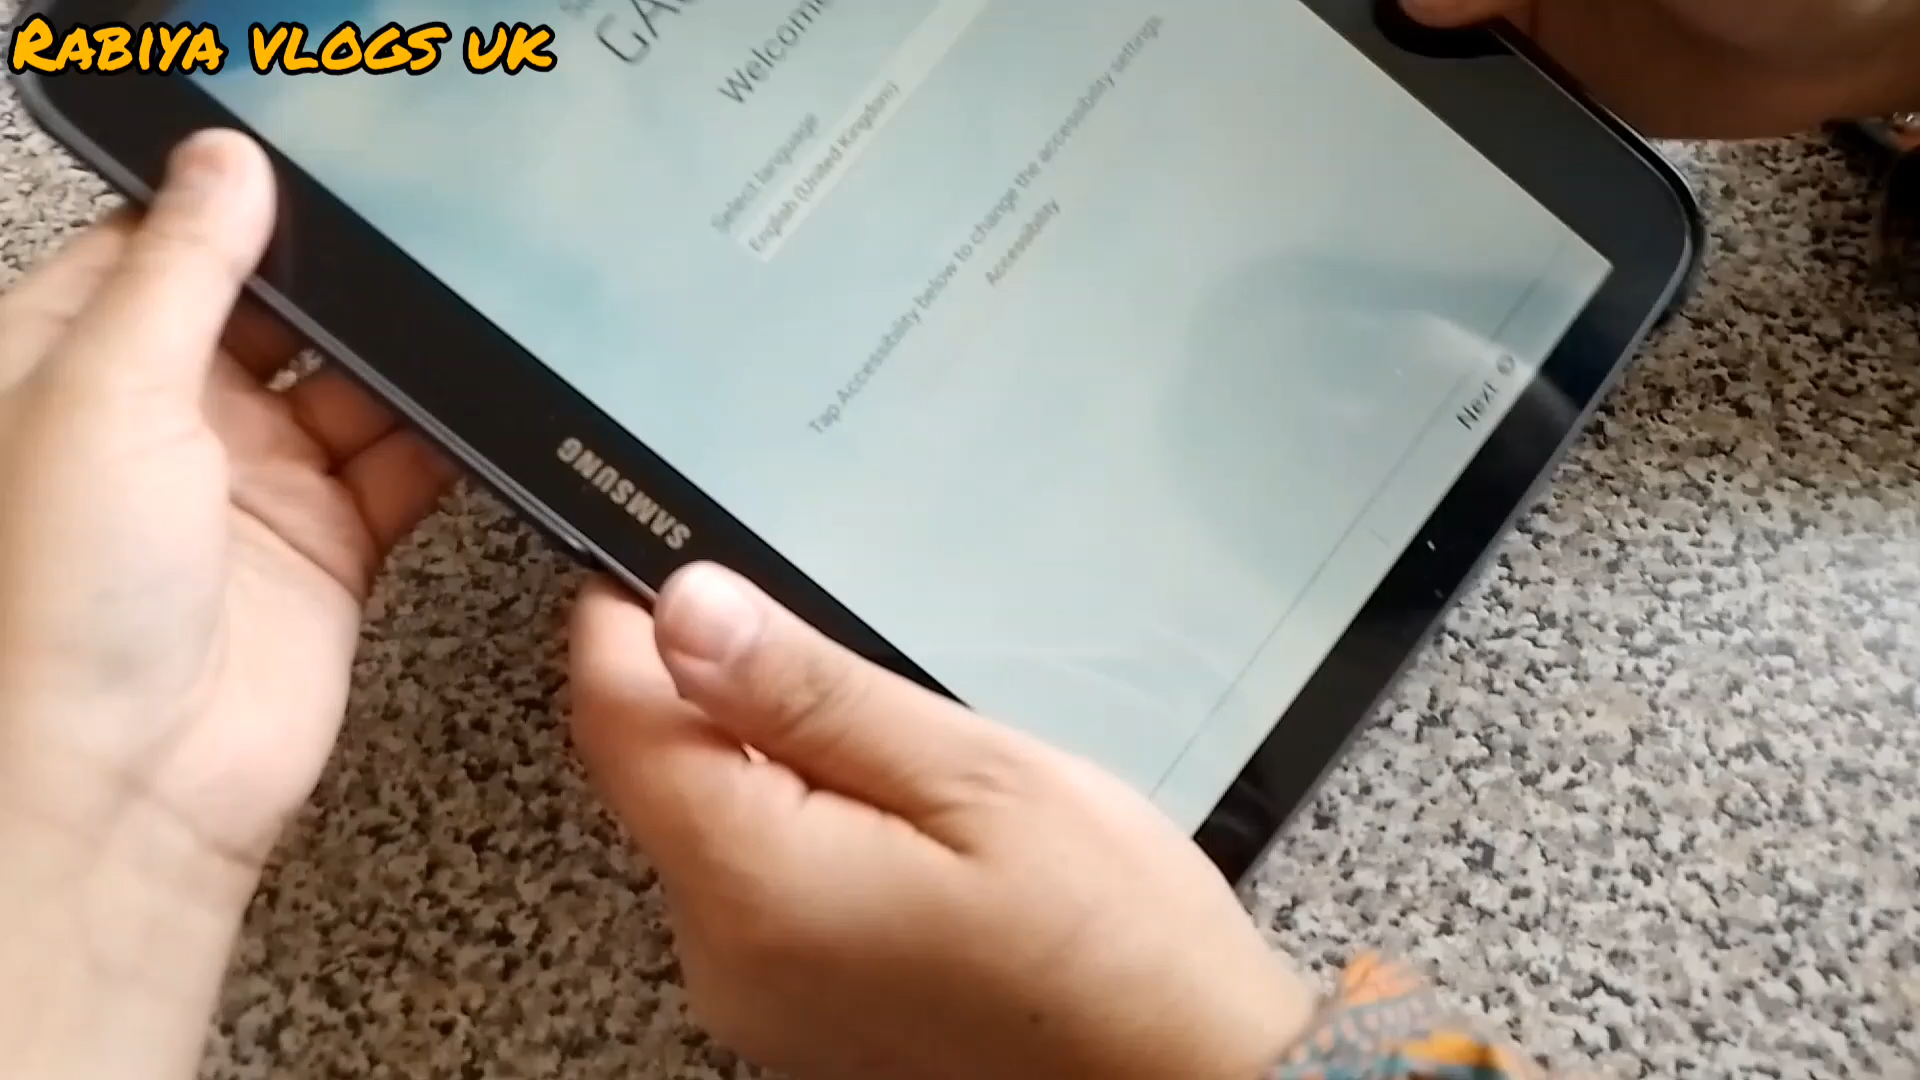 RABIYA VLOGS UK
Welcome
Select language
English (United Kingdom)
Tap Accessibility below to change the accessibility settings.
Accessibility
Next
SAMSUNG